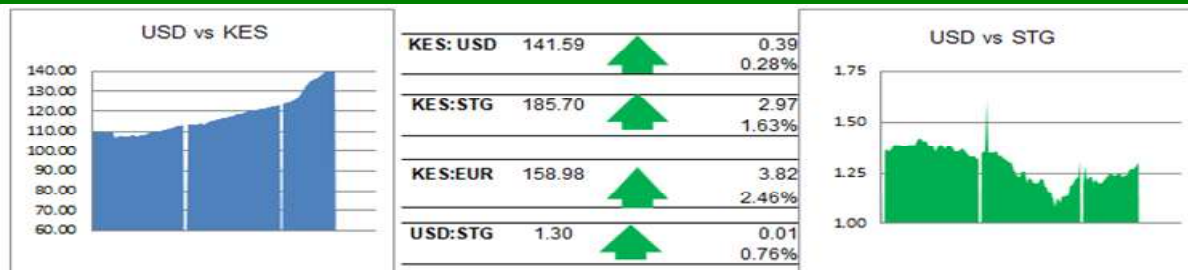 USD vs KES
140.00
130.00
120.00
110.00
100.00
90.00
80.00
70.00
60.00
KES: USD 141.59 0.39
0.28%
KES:STG 185.70 2.97
1.63%
KES:EUR 158.98 3.82
2.46%
USD:STG 1.30 0.01
0.76%
USD vs STG
1.75
1.50
1.25
1.00